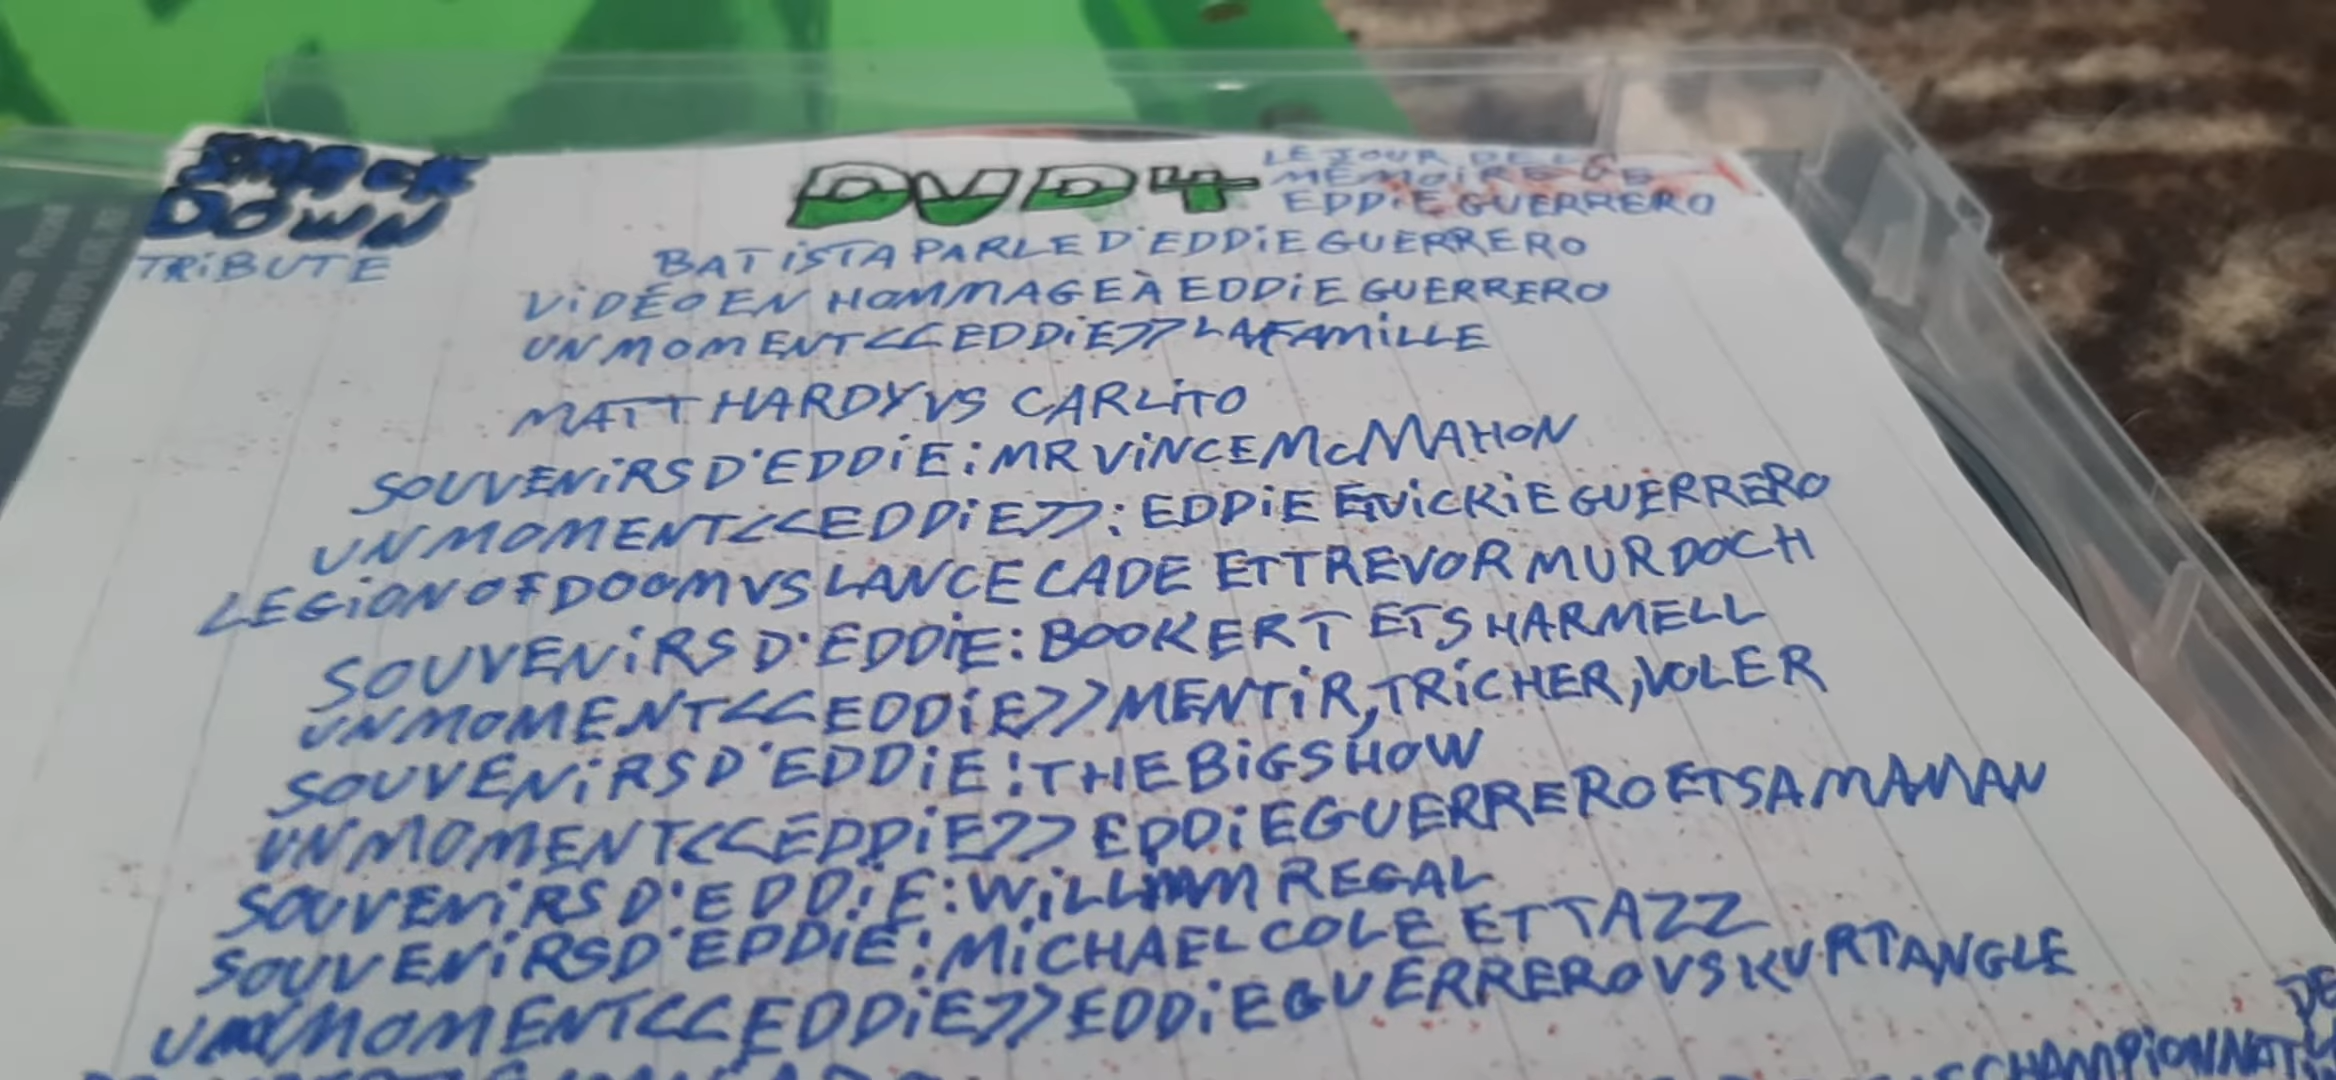 SMACK
DOWN
TRIBUTE
DVD4
LE JOUR DE LA
MÉMOIRE DE
EDDIE GUERRERO
BATISTA PARLE D'EDDIE GUERRERO
VIDÉO EN HOMMAGE À EDDIE GUERRERO
UN MOMENT <<EDDIE>> LA FAMILLE
MATT HARDY VS CARLITO
SOUVENIRS D'EDDIE: MR VINCE McMAHON
UN MOMENT <<EDDIE>>: EDDIE ET VICKIE GUERRERO
LEGION OF DOOM VS LANCE CADE ET TREVOR MURDOCH
SOUVENIRS D'EDDIE: BOOKER T ET SHARMELL
UN MOMENT <<EDDIE>> MENTIR, TRICHER, VOLER
SOUVENIRS D'EDDIE: THE BIG SHOW
UN MOMENT <<EDDIE>> EDDIE GUERRERO ET SA MAMAN
SOUVENIRS D'EDDIE: WILLIAM REGAL
SOUVENIRS D'EDDIE: MICHAEL COLE ET TAZZ
UN MOMENT <<EDDIE>> EDDIE GUERRERO VS KURT ANGLE